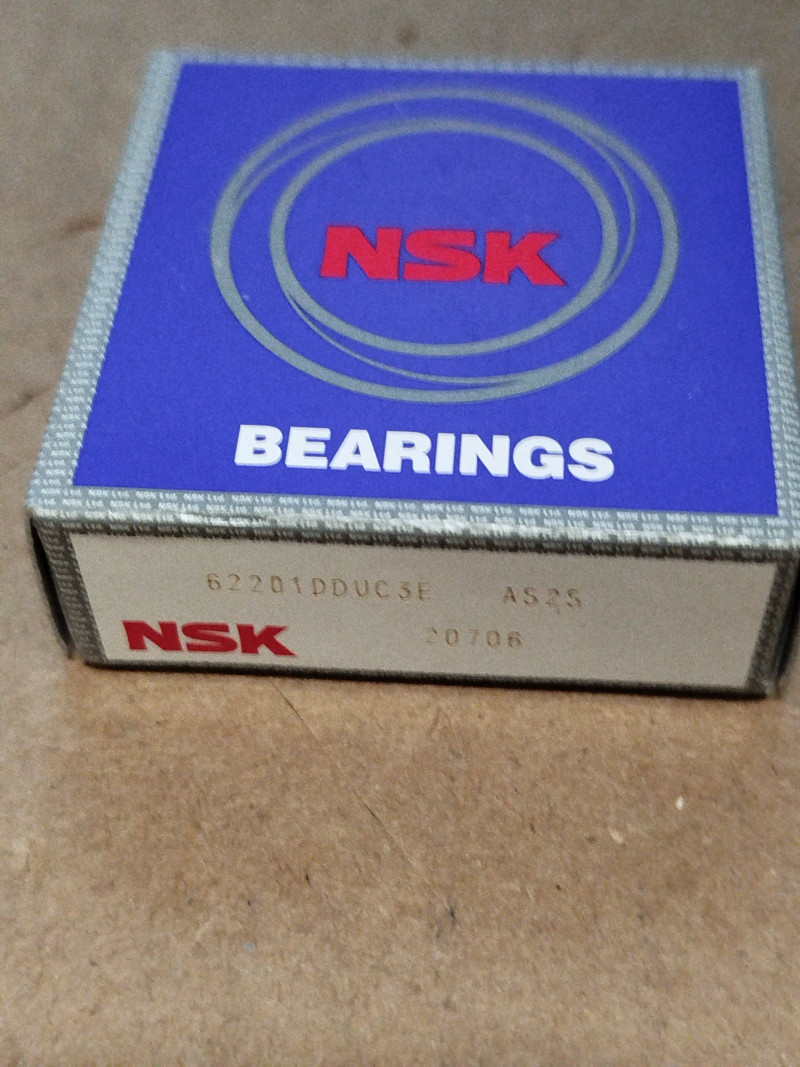 NSK
BEARINGS
62201DDUC3E AS2S
NSK 20706